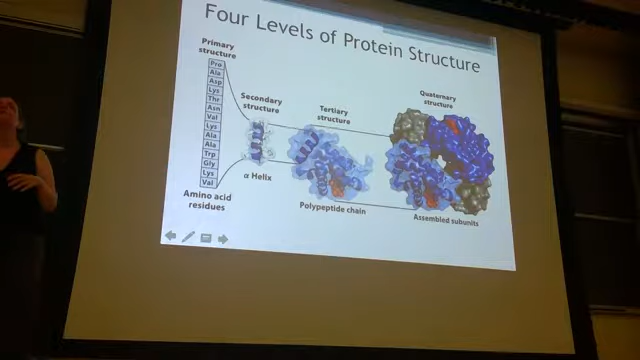 Four Levels of Protein Structure
Primary
structure
Pro
Ala
Asp
Lys
Thr
Asn
Val
Lys
Ala
Ala
Trp
Gly
Lys
Val
Amino acid
residues
Secondary
structure
α Helix
Tertiary
structure
Polypeptide chain
Quaternary
structure
Assembled subunits